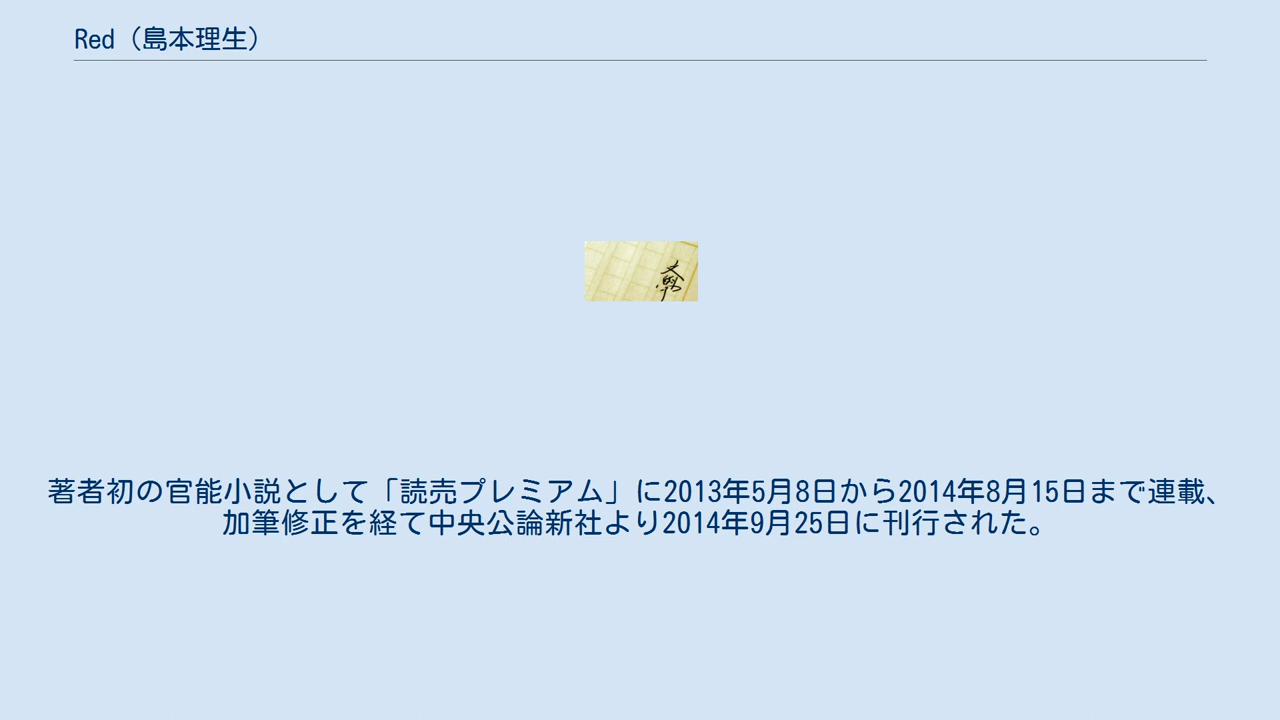 Red（島本理生）
著者初の官能小説として「読売プレミアム」に2013年5月8日から2014年8月15日まで連載、
加筆修正を経て中央公論新社より2014年9月25日に刊行された。